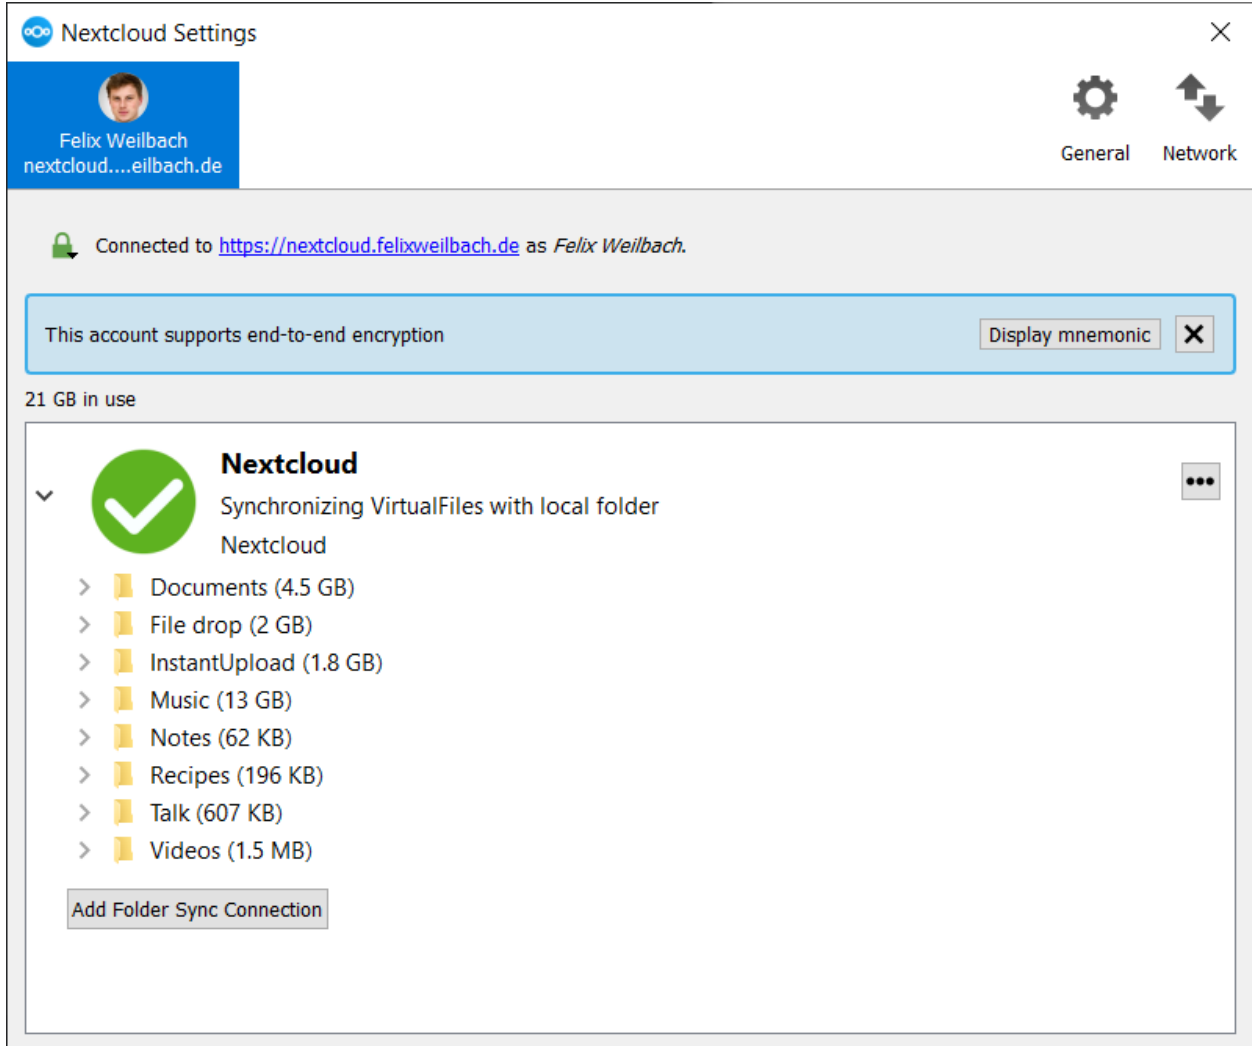 Nextcloud Settings
Felix Weilbach
nextcloud....eilbach.de
General
Network
Connected to https://nextcloud.felixweilbach.de as Felix Weilbach.
This account supports end-to-end encryption
Display mnemonic
21 GB in use
Nextcloud
Synchronizing VirtualFiles with local folder
Nextcloud
Documents (4.5 GB)
File drop (2 GB)
InstantUpload (1.8 GB)
Music (13 GB)
Notes (62 KB)
Recipes (196 KB)
Talk (607 KB)
Videos (1.5 MB)
Add Folder Sync Connection